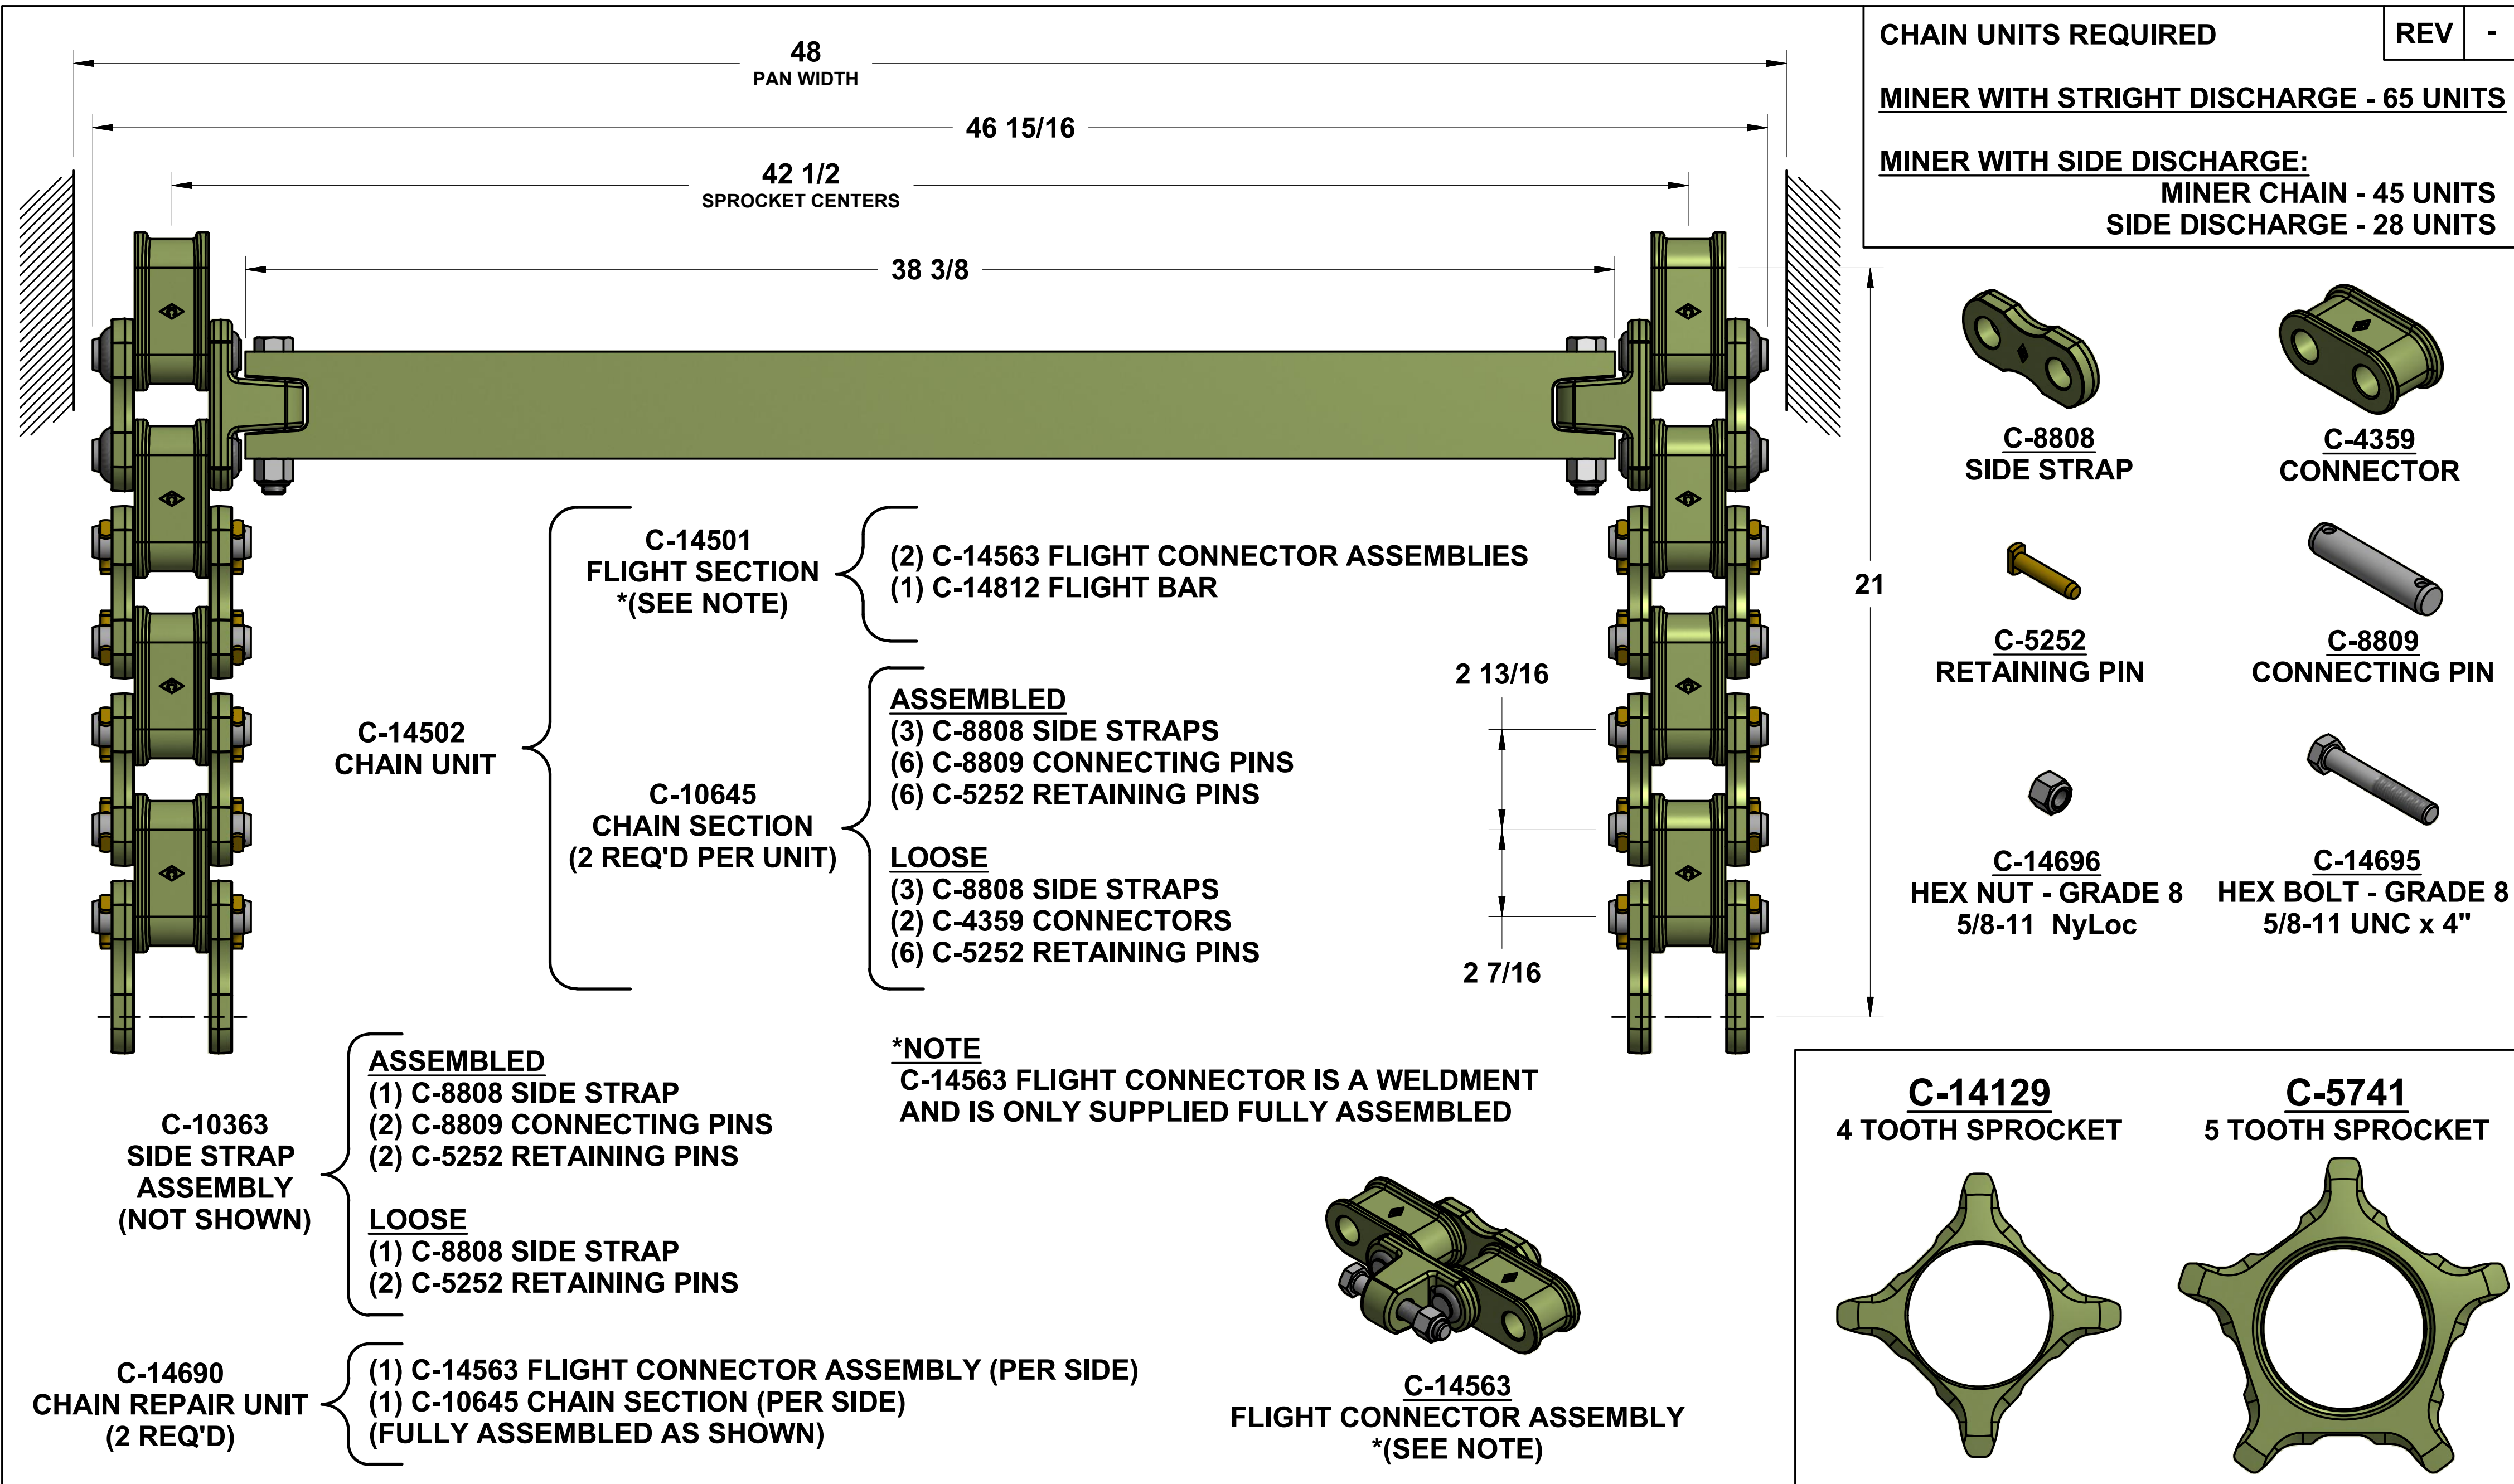 CHAIN UNITS REQUIRED
REV -
MINER WITH STRIGHT DISCHARGE - 65 UNITS
MINER WITH SIDE DISCHARGE:
MINER CHAIN - 45 UNITS
SIDE DISCHARGE - 28 UNITS
48
PAN WIDTH
46 15/16
42 1/2
SPROCKET CENTERS
38 3/8
21
2 13/16
2 7/16
C-8808
SIDE STRAP
C-4359
CONNECTOR
C-5252
RETAINING PIN
C-8809
CONNECTING PIN
C-14696
HEX NUT - GRADE 8
5/8-11 NyLoc
C-14695
HEX BOLT - GRADE 8
5/8-11 UNC x 4"
C-14502
CHAIN UNIT
C-14501
FLIGHT SECTION
*(SEE NOTE)
(2) C-14563 FLIGHT CONNECTOR ASSEMBLIES
(1) C-14812 FLIGHT BAR
C-10645
CHAIN SECTION
(2 REQ'D PER UNIT)
ASSEMBLED
(3) C-8808 SIDE STRAPS
(6) C-8809 CONNECTING PINS
(6) C-5252 RETAINING PINS
LOOSE
(3) C-8808 SIDE STRAPS
(2) C-4359 CONNECTORS
(6) C-5252 RETAINING PINS
C-10363
SIDE STRAP
ASSEMBLY
(NOT SHOWN)
ASSEMBLED
(1) C-8808 SIDE STRAP
(2) C-8809 CONNECTING PINS
(2) C-5252 RETAINING PINS
LOOSE
(1) C-8808 SIDE STRAP
(2) C-5252 RETAINING PINS
*NOTE
C-14563 FLIGHT CONNECTOR IS A WELDMENT
AND IS ONLY SUPPLIED FULLY ASSEMBLED
C-14690
CHAIN REPAIR UNIT
(2 REQ'D)
(1) C-14563 FLIGHT CONNECTOR ASSEMBLY (PER SIDE)
(1) C-10645 CHAIN SECTION (PER SIDE)
(FULLY ASSEMBLED AS SHOWN)
C-14563
FLIGHT CONNECTOR ASSEMBLY
*(SEE NOTE)
C-14129
4 TOOTH SPROCKET
C-5741
5 TOOTH SPROCKET